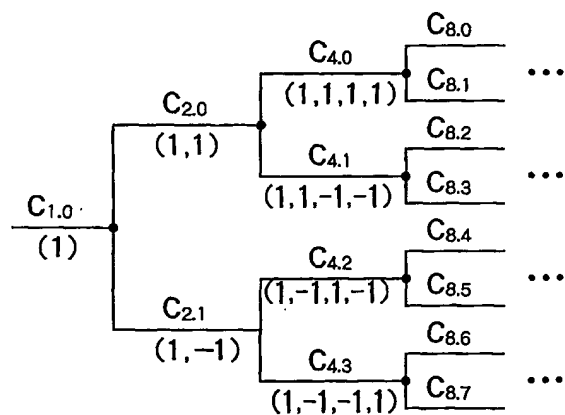 C8.0
C4.0
(1,1,1,1)
C8.1
•••
C2.0
(1,1)
C8.2
C4.1
(1,1,-1,-1)
C8.3
•••
C1.0
(1)
C8.4
C4.2
(1,-1,1,-1)
C8.5
•••
C2.1
(1,-1)
C8.6
C4.3
(1,-1,-1,1)
C8.7
•••